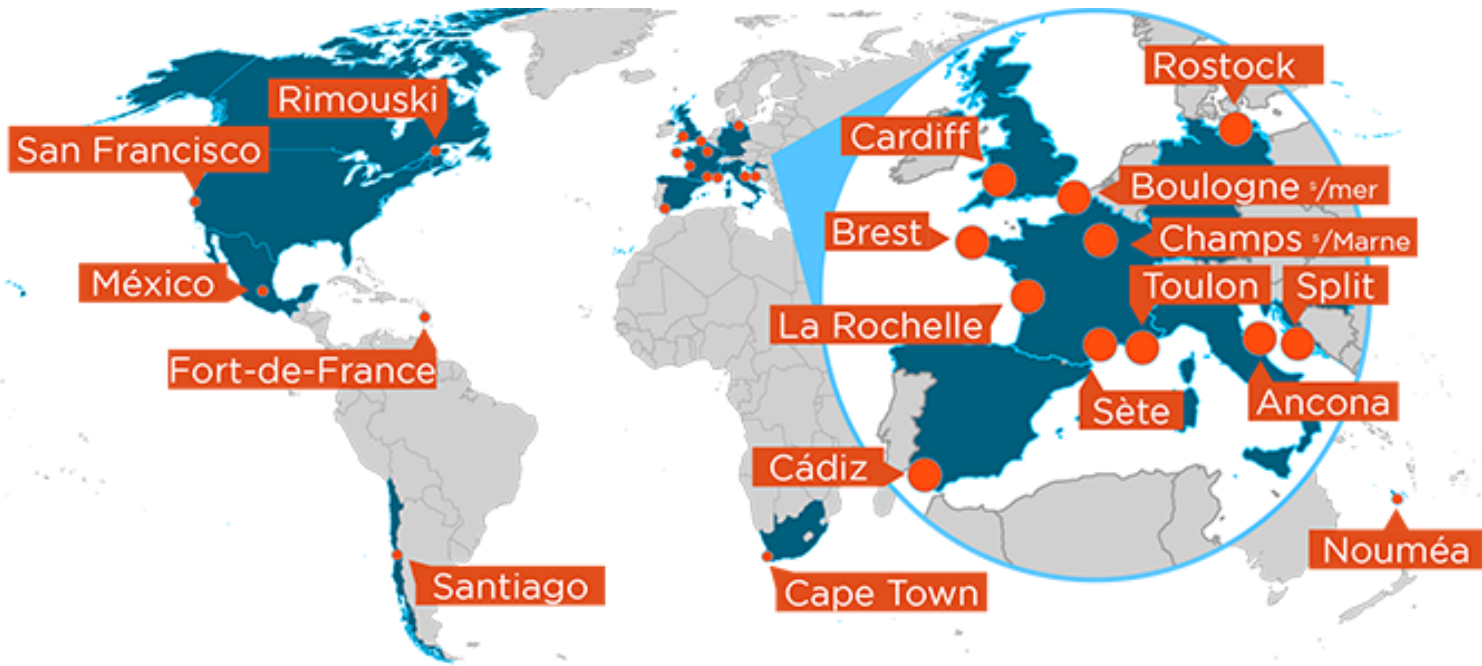 Rostock
Rimouski
Cardiff
San Francisco
Boulogne s/mer
Brest
Champs s/Marne
México
Toulon
Split
La Rochelle
Fort-de-France
Sète
Ancona
Cádiz
Nouméa
Santiago
Cape Town